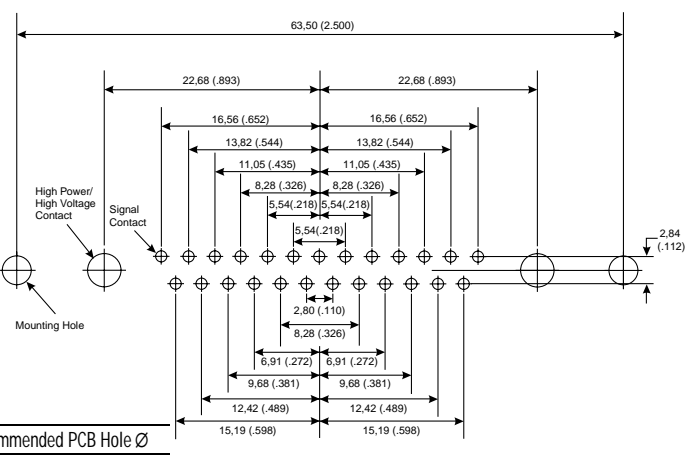 63,50 (2.500)
22,68 (.893) 22,68 (.893)
16,56 (.652) 16,56 (.652)
13,82 (.544) 13,82 (.544)
11,05 (.435) 11,05 (.435)
High Power/
High Voltage
Contact
Signal
Contact
8,28 (.326) 8,28 (.326)
5,54(.218) 5,54(.218)
5,54(.218)
2,84
(.112)
Mounting Hole
2,80 (.110)
8,28 (.326)
6,91 (.272) 6,91 (.272)
9,68 (.381) 9,68 (.381)
12,42 (.489) 12,42 (.489)
15,19 (.598) 15,19 (.598)
mmended PCB Hole Ø